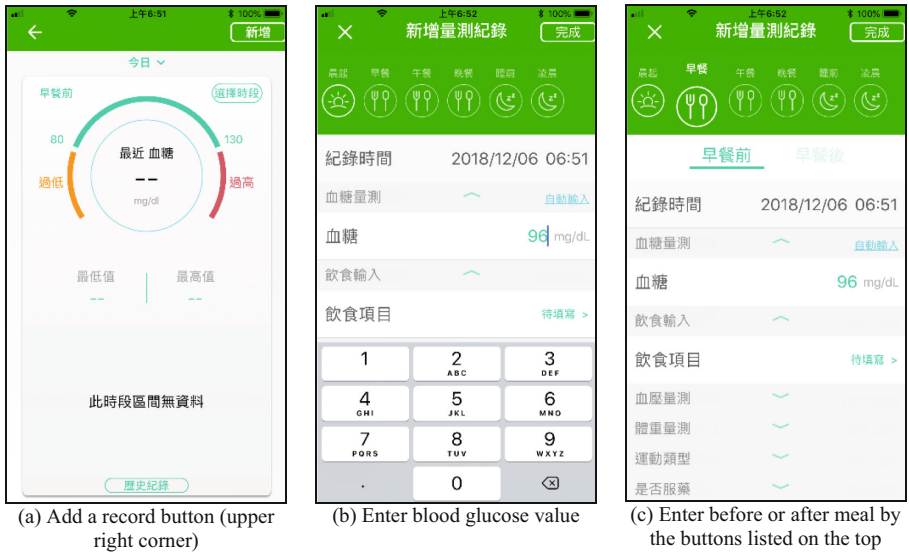 上午6:51
100%
新增
今日
早餐前
選擇時段
80
130
最近 血糖
過低
--
過高
mg/dl
最低值
最高值
--
--
此時段區間無資料
歷史紀錄
(a) Add a record button (upper
right corner)
上午6:52
100%
新增量測紀錄
完成
晨起 早餐 午餐 晚餐 睡前 凌晨
紀錄時間 2018/12/06 06:51
血糖量測 自動輸入
血糖 96 mg/dL
飲食輸入
飲食項目 待填寫 >
1 2 3
ABC DEF
4 5 6
GHI JKL MNO
7 8 9
PQRS TUV WXYZ
. 0
(b) Enter blood glucose value
上午6:52
100%
新增量測紀錄
完成
晨起 早餐 午餐 晚餐 睡前 凌晨
早餐前 早餐後
紀錄時間 2018/12/06 06:51
血糖量測 自動輸入
血糖 96 mg/dL
飲食輸入
飲食項目 待填寫 >
血壓量測
體重量測
運動類型
是否服藥
(c) Enter before or after meal by
the buttons listed on the top